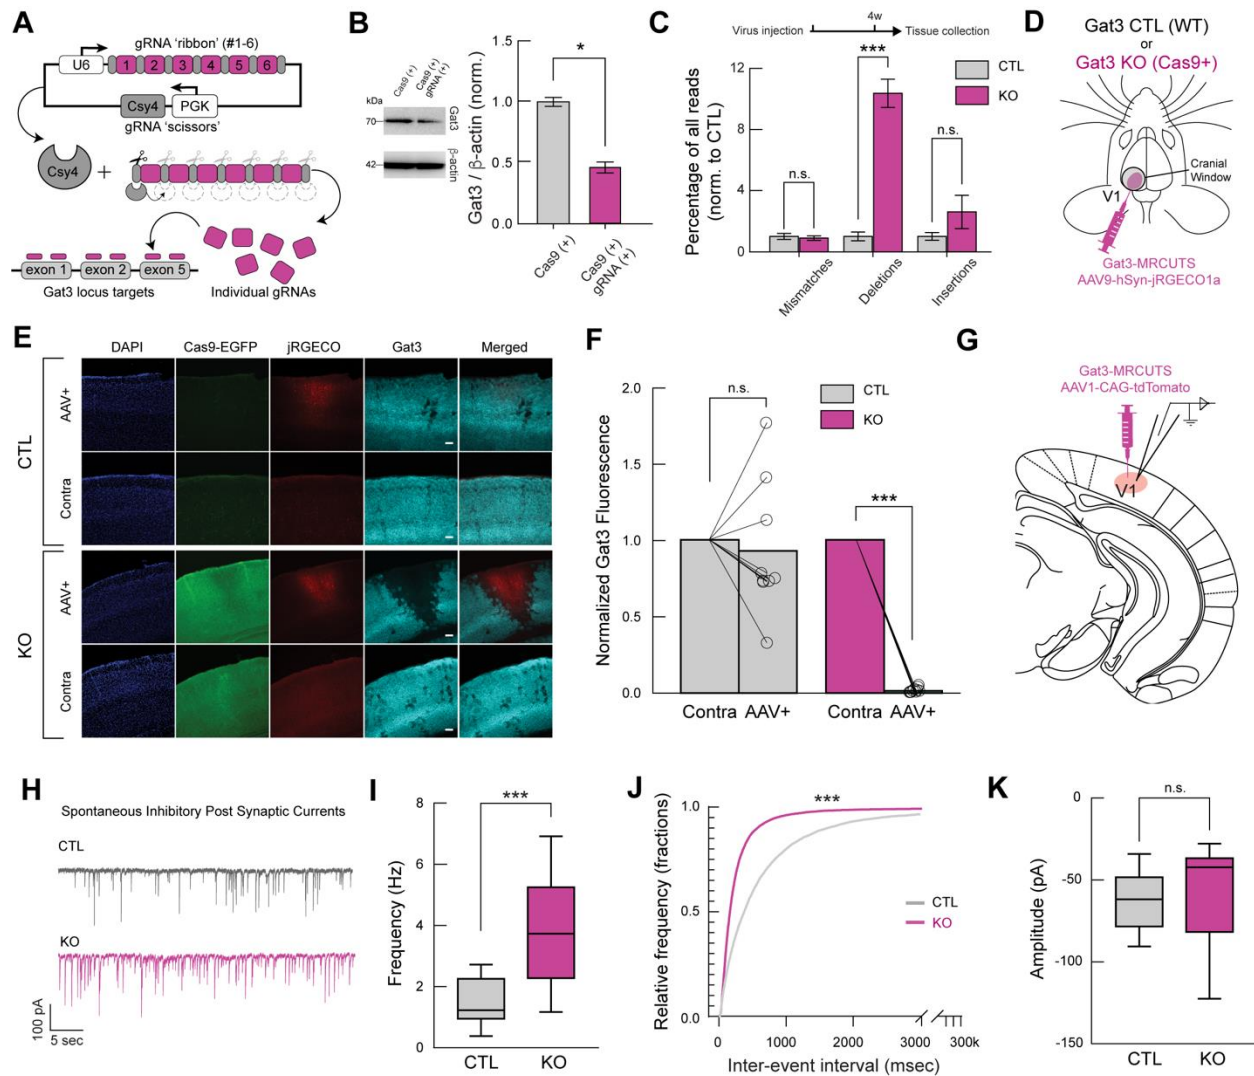 A
gRNA 'ribbon' (#1-6)
U6
1 2 3 4 5 6
Csy4
PGK
gRNA 'scissors'
Csy4
+
exon 1
exon 2
exon 5
Gat3 locus targets
Individual gRNAs
B
Cas9 (+)
Cas9 (+)
gRNA (+)
kDa
70
42
Gat3
β-actin
Gat3 / β-actin (norm.)
1.5
1.0
0.5
0
*
Cas9 (+)
Cas9 (+)
gRNA (+)
C
4w
Virus injection
Tissue collection
Percentage of all reads
(norm. to CTL)
12
8
4
0
n.s.
***
n.s.
CTL
KO
Mismatches
Deletions
Insertions
D
Gat3 CTL (WT)
or
Gat3 KO (Cas9+)
Cranial
Window
V1
Gat3-MRCUTS
AAV9-hSyn-jRGECO1a
E
DAPI
Cas9-EGFP
jRGECO
Gat3
Merged
CTL
AAV+
Contra
KO
AAV+
Contra
F
Normalized Gat3 Fluorescence
2.0
1.5
1.0
0.5
0.0
n.s.
***
CTL
KO
Contra AAV+
Contra AAV+
G
Gat3-MRCUTS
AAV1-CAG-tdTomato
V1
H
Spontaneous Inhibitory Post Synaptic Currents
CTL
KO
100 pA
5 sec
I
Frequency (Hz)
8
6
4
2
0
***
CTL
KO
J
Relative frequency (fractions)
1.0
0.5
0.0
***
CTL
KO
0
1000
2000
3000
300k
Inter-event interval (msec)
K
Amplitude (pA)
0
-50
-100
-150
n.s.
CTL
KO